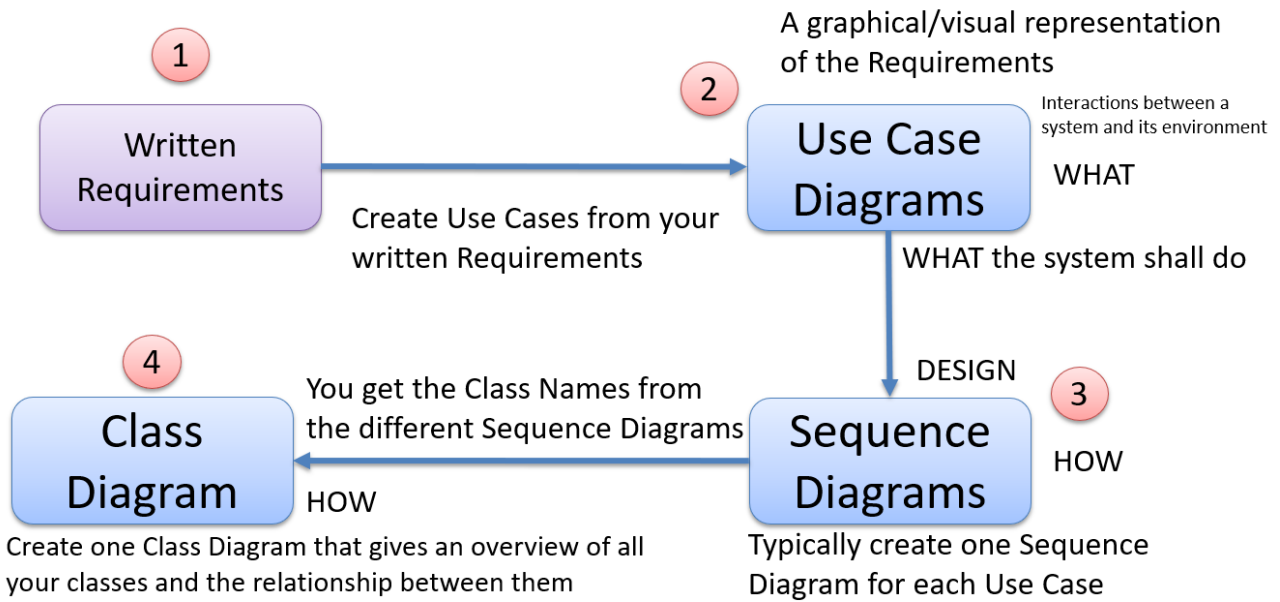 1
Written
Requirements
Create Use Cases from your
written Requirements
A graphical/visual representation
of the Requirements
2
Use Case
Diagrams
Interactions between a
system and its environment
WHAT
WHAT the system shall do
DESIGN
3
Sequence
Diagrams
HOW
Typically create one Sequence
Diagram for each Use Case
You get the Class Names from
the different Sequence Diagrams
HOW
4
Class
Diagram
Create one Class Diagram that gives an overview of all
your classes and the relationship between them